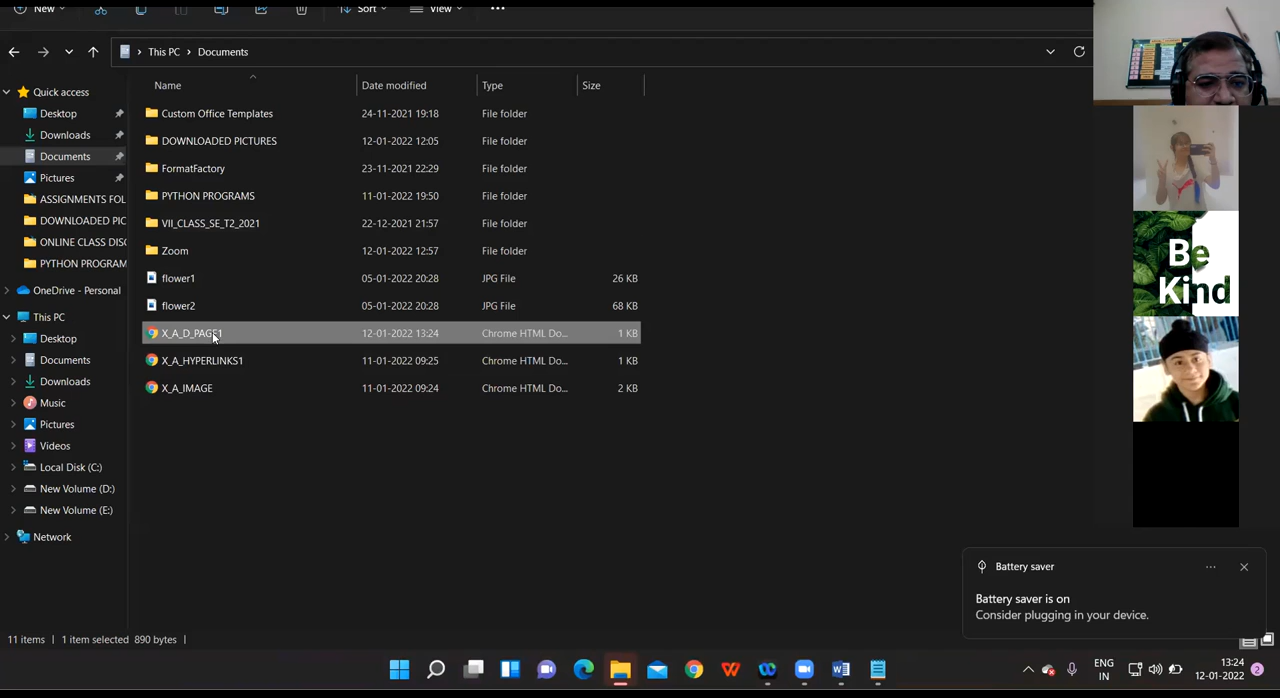 New
Sort
View
This PC > Documents
Name
Date modified
Type
Size
Quick access
Desktop
Downloads
Documents
Pictures
ASSIGNMENTS FOL
DOWNLOADED PIC
ONLINE CLASS DISC
PYTHON PROGRAM
OneDrive - Personal
This PC
Desktop
Documents
Downloads
Music
Pictures
Videos
Local Disk (C:)
New Volume (D:)
New Volume (E:)
Network
Custom Office Templates 24-11-2021 19:18 File folder
DOWNLOADED PICTURES 12-01-2022 12:05 File folder
FormatFactory 23-11-2021 22:29 File folder
PYTHON PROGRAMS 11-01-2022 19:50 File folder
VII_CLASS_SE_T2_2021 22-12-2021 21:57 File folder
Zoom 12-01-2022 12:57 File folder
flower1 05-01-2022 20:28 JPG File 26 KB
flower2 05-01-2022 20:28 JPG File 68 KB
X_A_D_PAGE1 12-01-2022 13:24 Chrome HTML Do... 1 KB
X_A_HYPERLINKS1 11-01-2022 09:25 Chrome HTML Do... 1 KB
X_A_IMAGE 11-01-2022 09:24 Chrome HTML Do... 2 KB
Be
Kind
Battery saver
Battery saver is on
Consider plugging in your device.
11 items | 1 item selected 890 bytes |
ENG
IN
13:24
12-01-2022
2